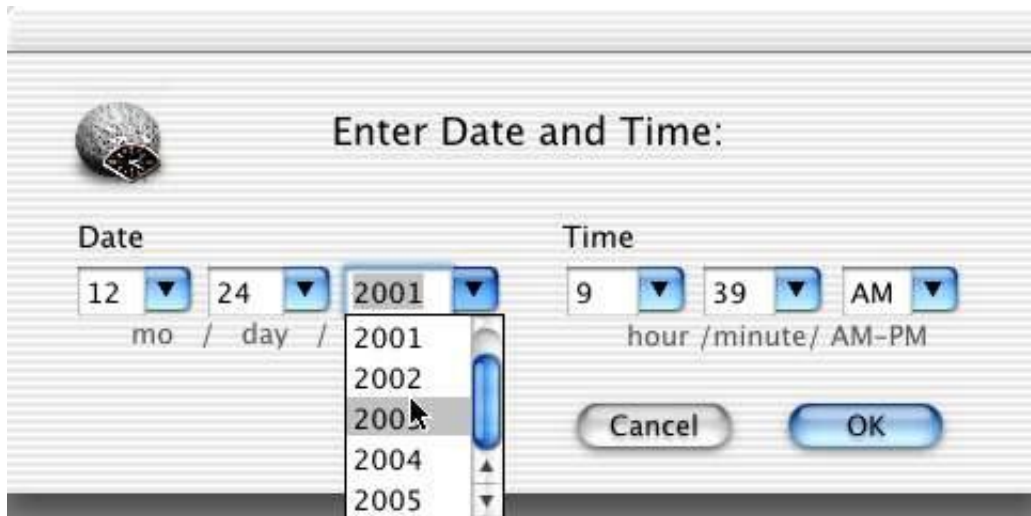 Enter Date and Time:
Date Time
12 24 2001 9 39 AM
mo / day / hour /minute/ AM-PM
2001
2002
2003
2004
2005
Cancel OK